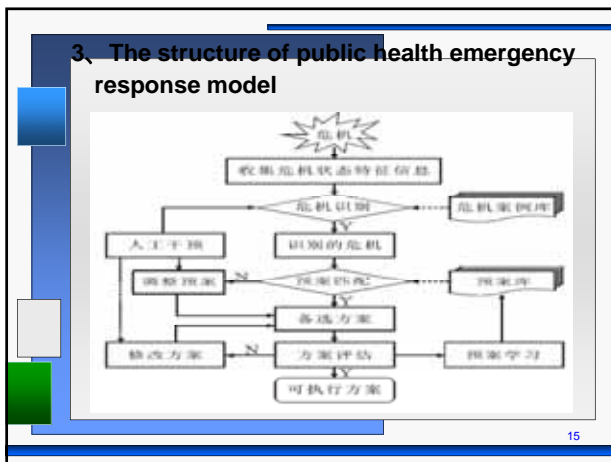 3、The structure of public health emergency
response model
危机
收集危机状态特征信息
危机识别
危机案例库
Y
人工干预
识别的危机
调整预案
N
预案匹配
预案库
Y
备选方案
修改方案
N
方案评估
预案学习
Y
可执行方案
15